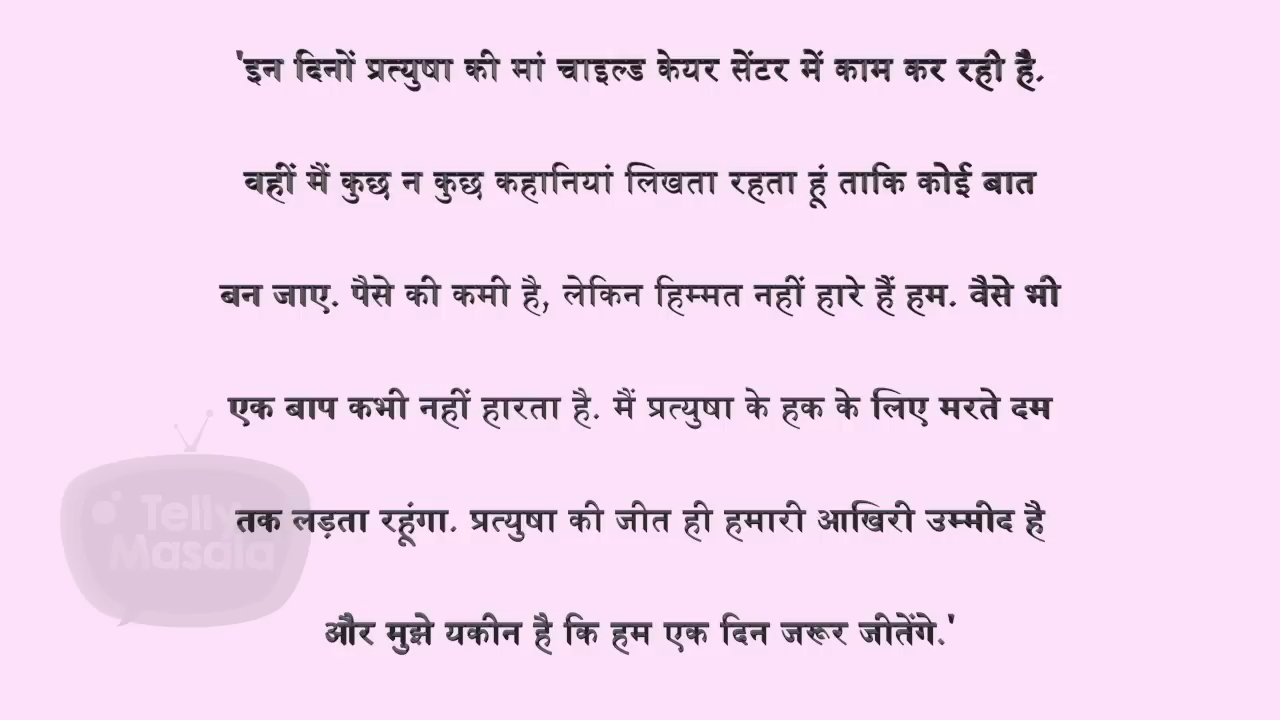 'इन दिनों प्रत्युषा की मां चाइल्ड केयर सेंटर में काम कर रही है.
वहीं मैं कुछ न कुछ कहानियां लिखता रहता हूं ताकि कोई बात
बन जाए. पैसे की कमी है, लेकिन हिम्मत नहीं हारे हैं हम. वैसे भी
एक बाप कभी नहीं हारता है. मैं प्रत्युषा के हक के लिए मरते दम
तक लड़ता रहूंगा. प्रत्युषा की जीत ही हमारी आखिरी उम्मीद है
और मुझे यकीन है कि हम एक दिन जरूर जीतेंगे.'
Telly
Masala